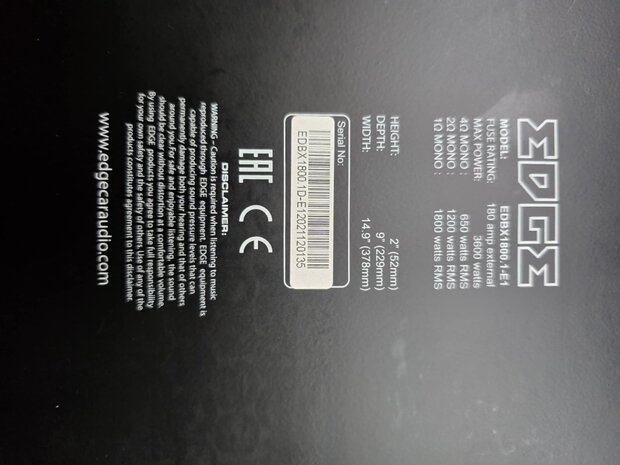 EDGE
MODEL: EDBX1800.1-E1
FUSE RATING: 180 amp external
MAX POWER: 3600 watts
4Ω MONO : 650 watts RMS
2Ω MONO : 1200 watts RMS
1Ω MONO : 1800 watts RMS
HEIGHT: 2" (52mm)
DEPTH: 9" (229mm)
WIDTH: 14.9" (378mm)
Serial No:
EDBX1800.1D-E12021120135
EAC CE
DISCLAIMER:
WARNING - Caution is required when listening to music
reproduced through EDGE equipment. EDGE equipment is
capable of producing sound pressure levels that can
permanently damage both your hearing and that of others
around you. For safe and enjoyable listening, the sound
should be clear without distortion at a comfortable volume.
By using EDGE products you agree to take full responsibility
for your own safety and the safety of others. Use of any of the
products constitutes agreement to this disclaimer.
www.edgecaraudio.com